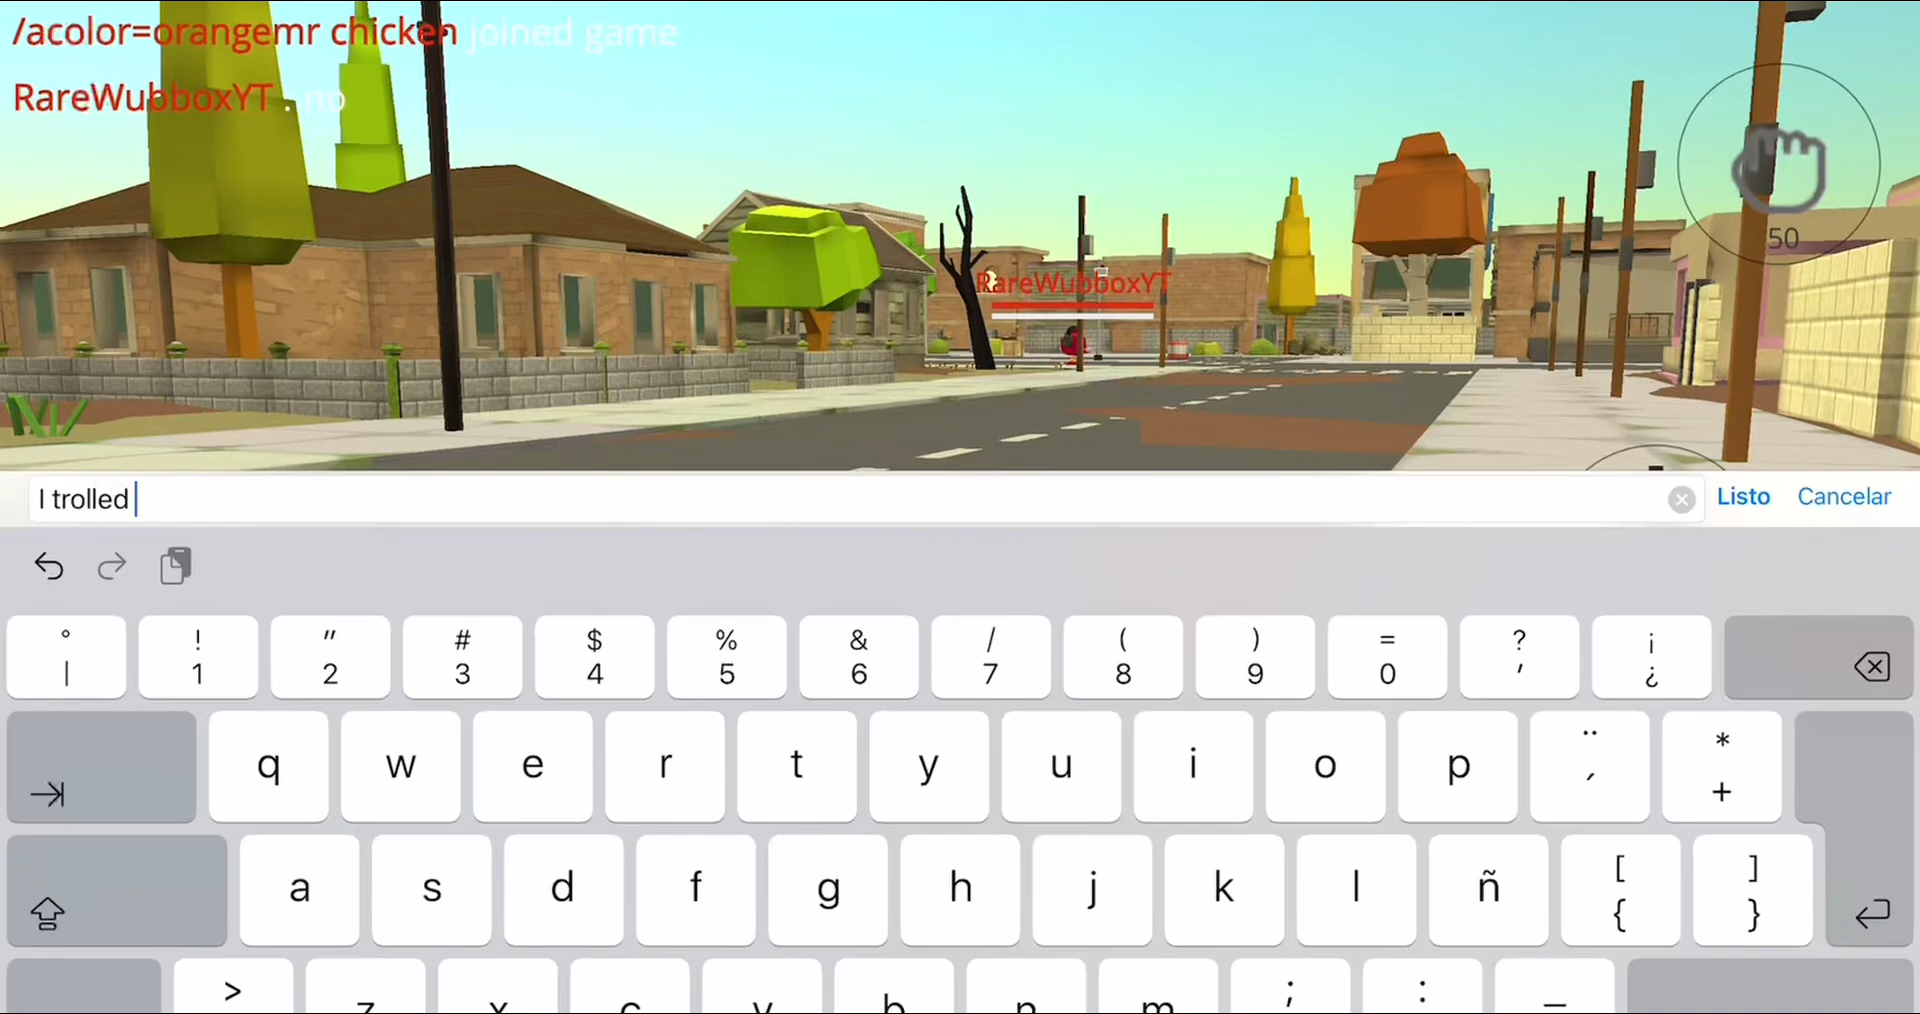 /acolor=orangemr chicken joined game
RareWubboxYT : no
50
RareWubboxYT
I trolled
Listo Cancelar
° ! " # $ % & / ( ) = ? ¡
| 1 2 3 4 5 6 7 8 9 0 ' ¿
q w e r t y u i o p ¨ ´ * +
a s d f g h j k l ñ [ { ] }
> z x c v b n m ; : _